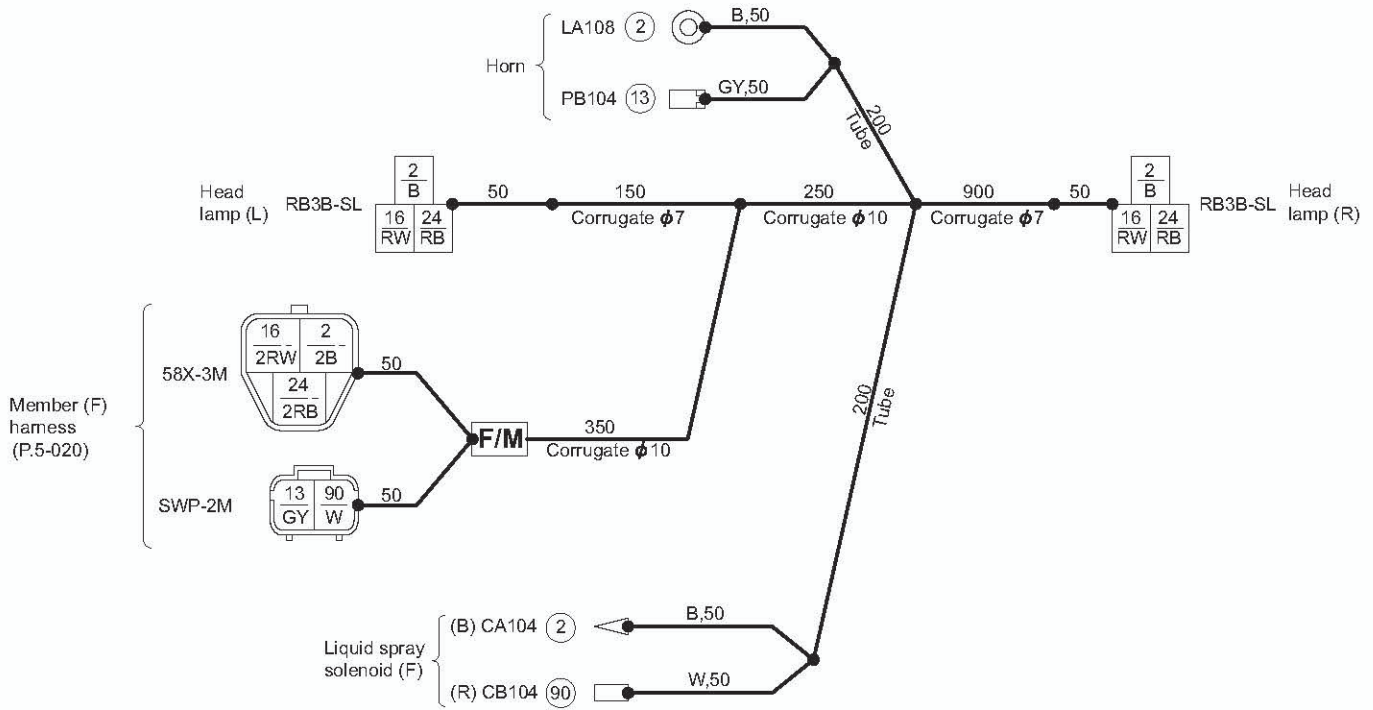 LA108 2 B,50
Horn
PB104 13 GY,50
200
Tube
Head
lamp (L)
RB3B-SL
2
B
16 24
RW RB
50 150 250 900 50
Corrugate ϕ7 Corrugate ϕ10 Corrugate ϕ7
2
B
16 24
RW RB
RB3B-SL
Head
lamp (R)
Member (F)
harness
(P.5-020)
58X-3M
16 2
2RW 2B
24
2RB
50
F/M
350
Corrugate ϕ10
SWP-2M
13 90
GY W
50
200
Tube
Liquid spray
solenoid (F)
(B) CA104 2 B,50
(R) CB104 90 W,50